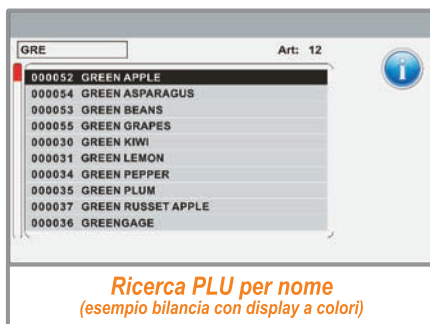 GRE Art: 12
000052 GREEN APPLE
000054 GREEN ASPARAGUS
000053 GREEN BEANS
000055 GREEN GRAPES
000030 GREEN KIWI
000031 GREEN LEMON
000034 GREEN PEPPER
000035 GREEN PLUM
000037 GREEN RUSSET APPLE
000036 GREENGAGE
Ricerca PLU per nome
(esempio bilancia con display a colori)